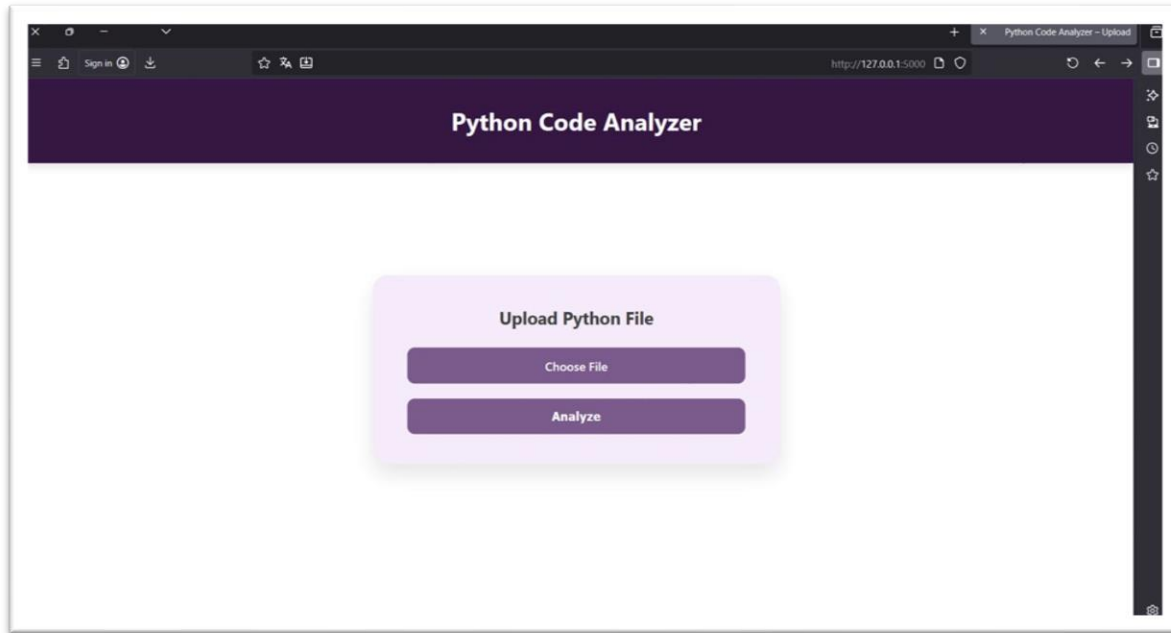 Python Code Analyzer – Upload
Sign in
http://127.0.0.1:5000
Python Code Analyzer
Upload Python File
Choose File
Analyze